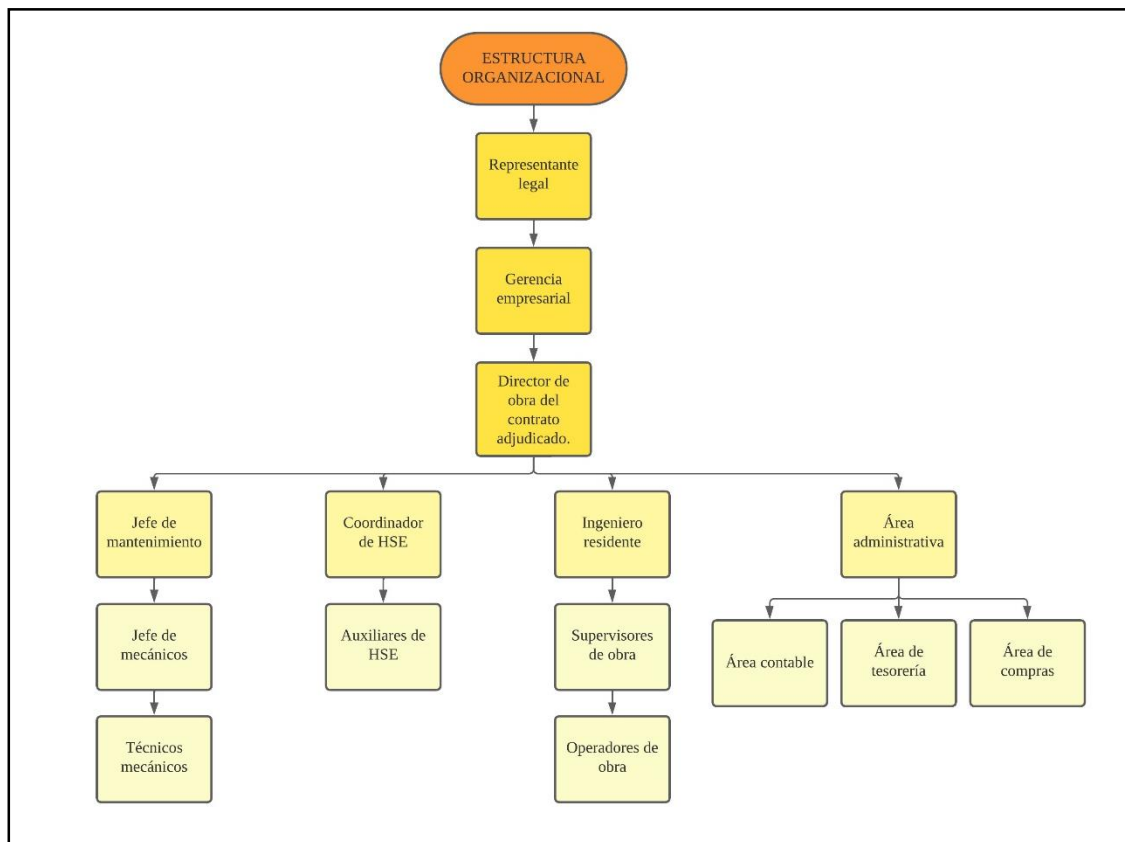 ESTRUCTURA
ORGANIZACIONAL
Representante
legal
Gerencia
empresarial
Director de
obra del
contrato
adjudicado.
Jefe de
mantenimiento
Coordinador
de HSE
Ingeniero
residente
Área
administrativa
Jefe de
mecánicos
Auxiliares de
HSE
Supervisores
de obra
Área contable
Área de
tesorería
Área de
compras
Técnicos
mecánicos
Operadores de
obra